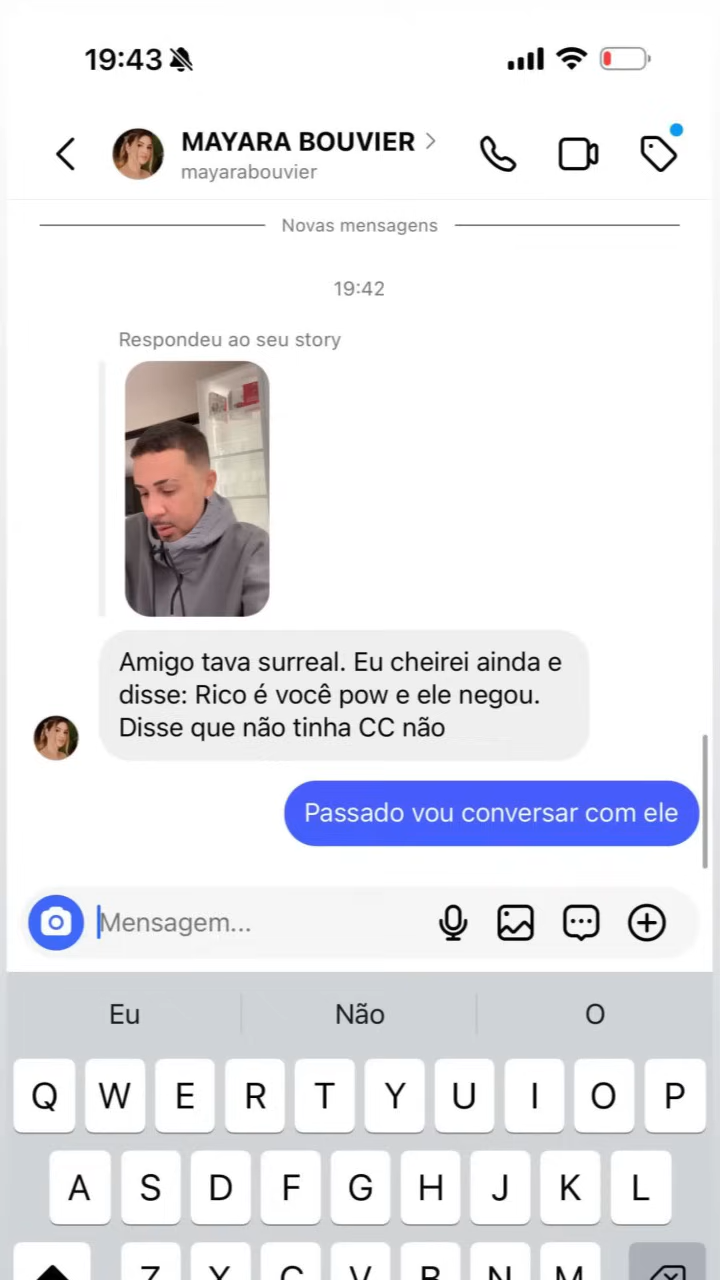 19:43
MAYARA BOUVIER
mayarabouvier
Novas mensagens
19:42
Respondeu ao seu story
Amigo tava surreal. Eu cheirei ainda e
disse: Rico é você pow e ele negou.
Disse que não tinha CC não
Passado vou conversar com ele
Mensagem...
Eu Não O
Q W E R T Y U I O P
A S D F G H J K L
Z X C V B N M